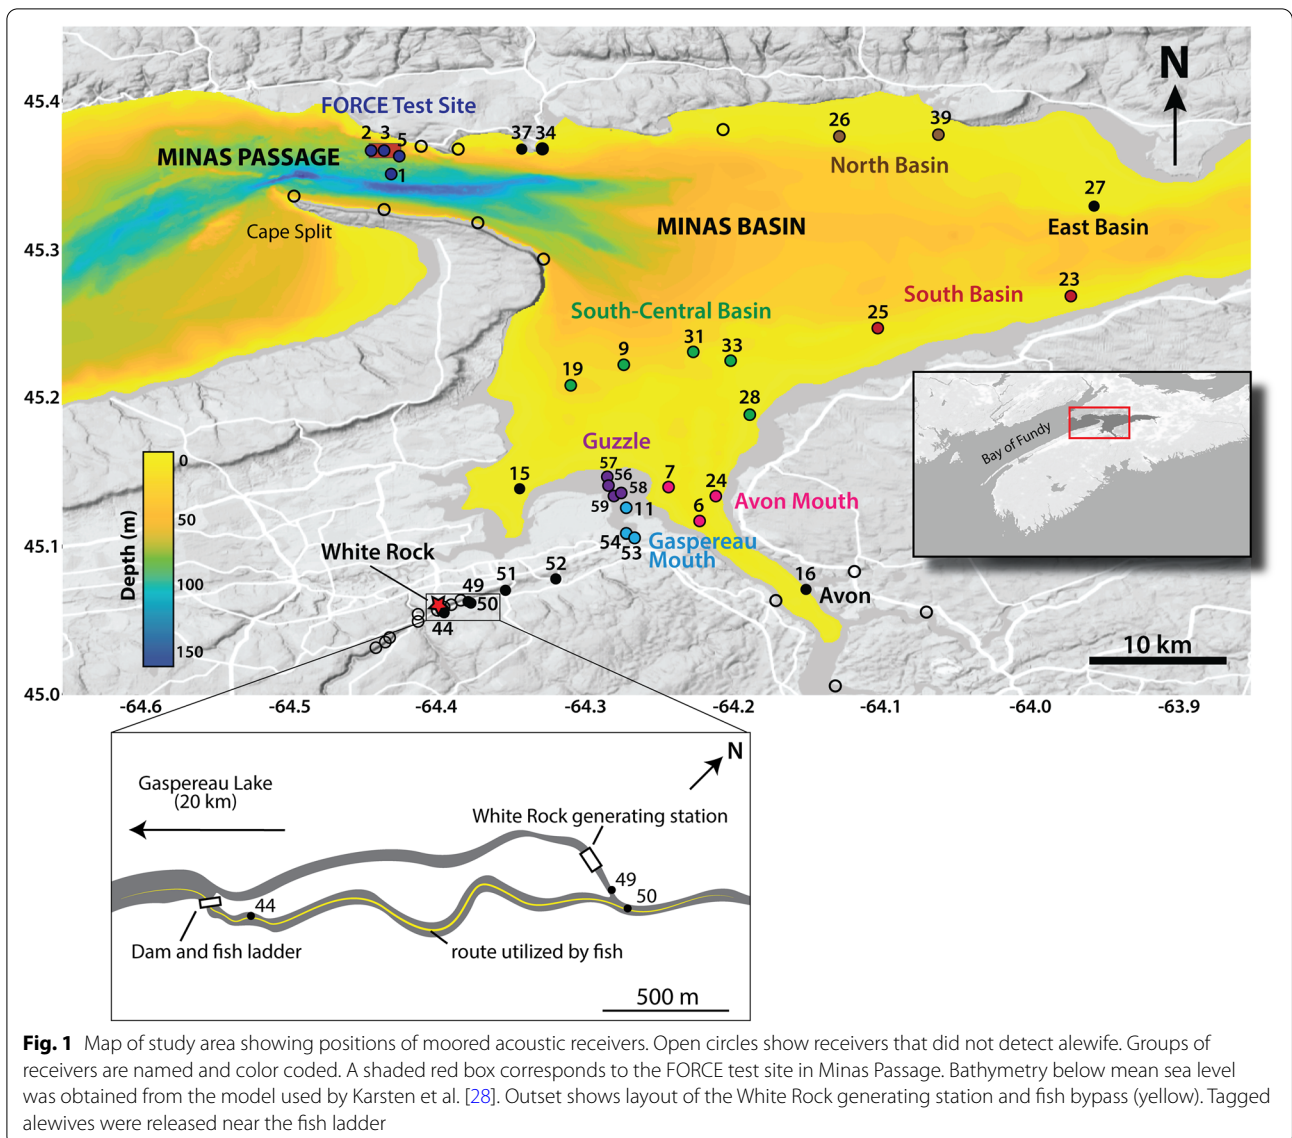 N
45.4
FORCE Test Site
2 3 5
37 34
26
39
MINAS PASSAGE
North Basin
1
27
MINAS BASIN
East Basin
Cape Split
45.3
23
South Basin
South-Central Basin
25
31
9
33
19
45.2
28
Bay of Fundy
Guzzle
0
57
15
56
7
24
58
50
59
11
6
Avon Mouth
Depth (m)
45.1
White Rock
54
Gaspereau
Mouth
53
52
51
100
49
16
50
Avon
44
10 km
150
45.0
-64.6 -64.5 -64.4 -64.3 -64.2 -64.1 -64.0 -63.9
N
Gaspereau Lake
(20 km)
White Rock generating station
49
50
44
Dam and fish ladder
route utilized by fish
500 m
Fig. 1 Map of study area showing positions of moored acoustic receivers. Open circles show receivers that did not detect alewife. Groups of
receivers are named and color coded. A shaded red box corresponds to the FORCE test site in Minas Passage. Bathymetry below mean sea level
was obtained from the model used by Karsten et al. [28]. Outset shows layout of the White Rock generating station and fish bypass (yellow). Tagged
alewives were released near the fish ladder